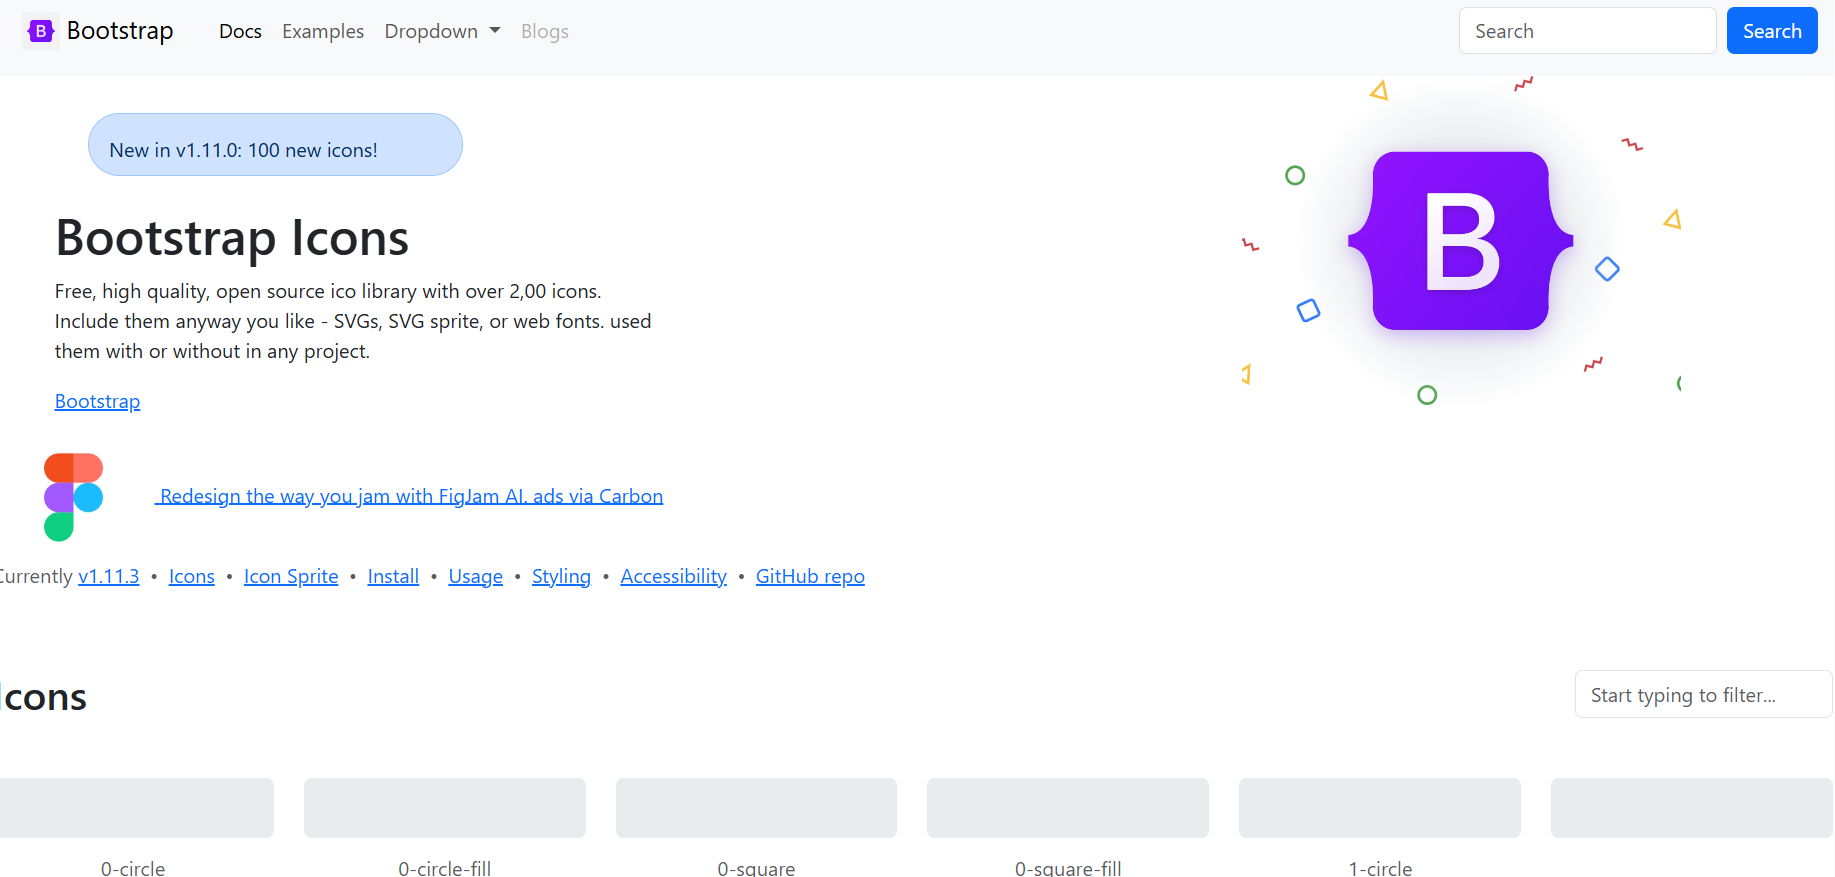 B Bootstrap Docs Examples Dropdown Blogs Search Search
New in v1.11.0: 100 new icons!
B
Bootstrap Icons
Free, high quality, open source ico library with over 2,00 icons.
Include them anyway you like - SVGs, SVG sprite, or web fonts. used
them with or without in any project.
Bootstrap
Redesign the way you jam with FigJam AI. ads via Carbon
Currently v1.11.3 • Icons • Icon Sprite • Install • Usage • Styling • Accessibility • GitHub repo
Icons Start typing to filter...
0-circle 0-circle-fill 0-square 0-square-fill 1-circle